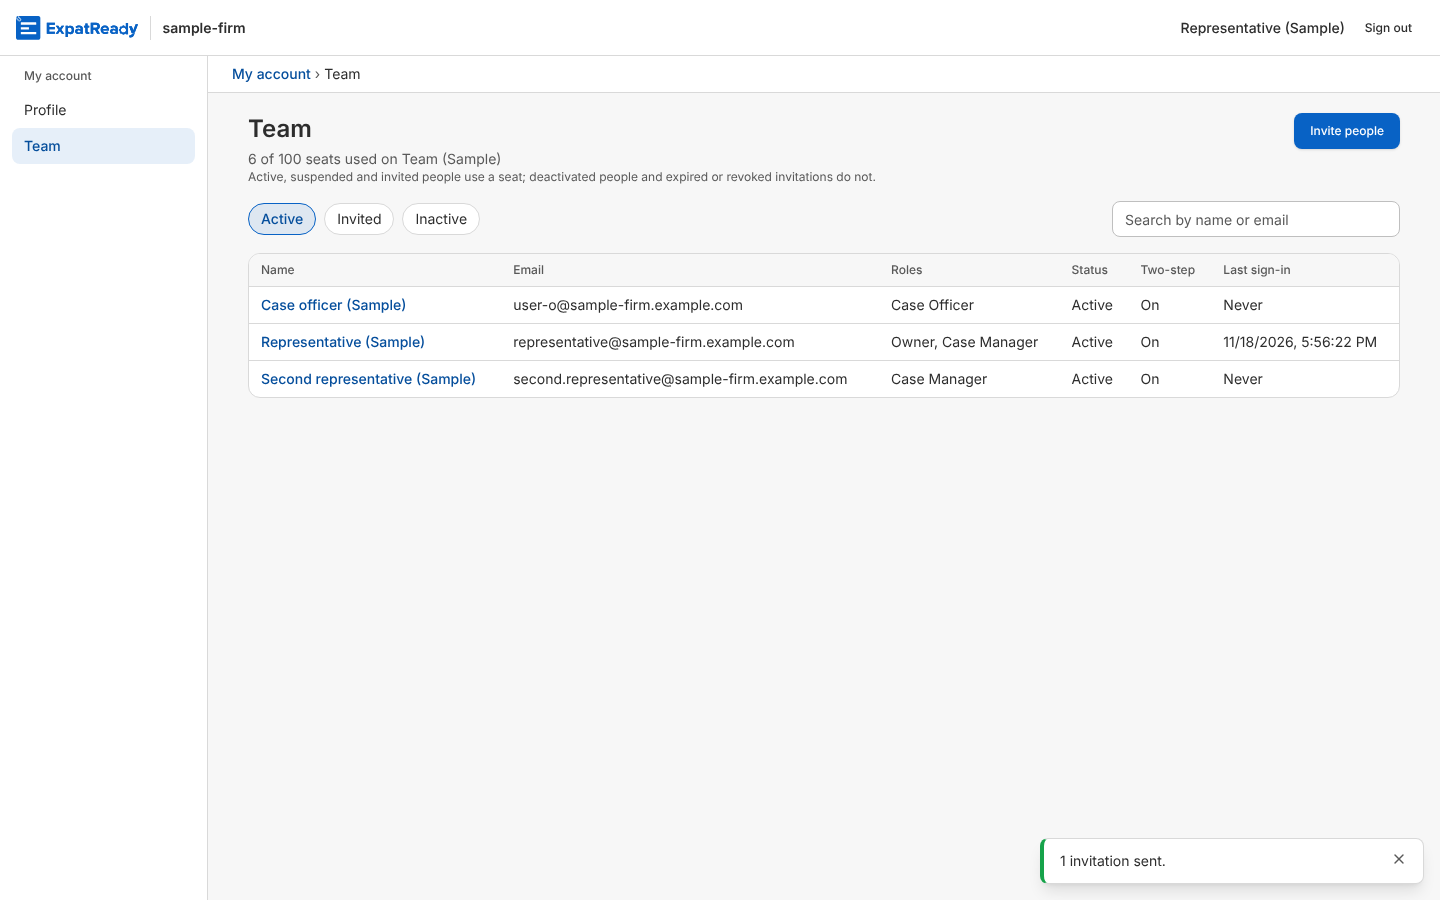 ExpatReady
sample-firm
Representative (Sample)
Sign out
My account
Profile
Team
My account › Team
Team
Invite people
6 of 100 seats used on Team (Sample)
Active, suspended and invited people use a seat; deactivated people and expired or revoked invitations do not.
Active
Invited
Inactive
Search by name or email
Name Email Roles Status Two-step Last sign-in
Case officer (Sample) user-o@sample-firm.example.com Case Officer Active On Never
Representative (Sample) representative@sample-firm.example.com Owner, Case Manager Active On 11/18/2026, 5:56:22 PM
Second representative (Sample) second.representative@sample-firm.example.com Case Manager Active On Never
1 invitation sent.